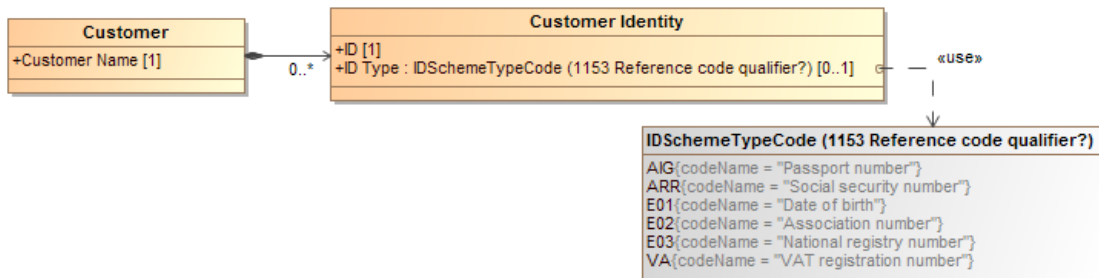 Customer
+Customer Name [1]
0..*
Customer Identity
+ID [1]
+ID Type : IDSchemeTypeCode (1153 Reference code qualifier?) [0..1]
«use»
IDSchemeTypeCode (1153 Reference code qualifier?)
AIG{codeName = "Passport number"}
ARR{codeName = "Social security number"}
E01{codeName = "Date of birth"}
E02{codeName = "Association number"}
E03{codeName = "National registry number"}
VA{codeName = "VAT registration number"}